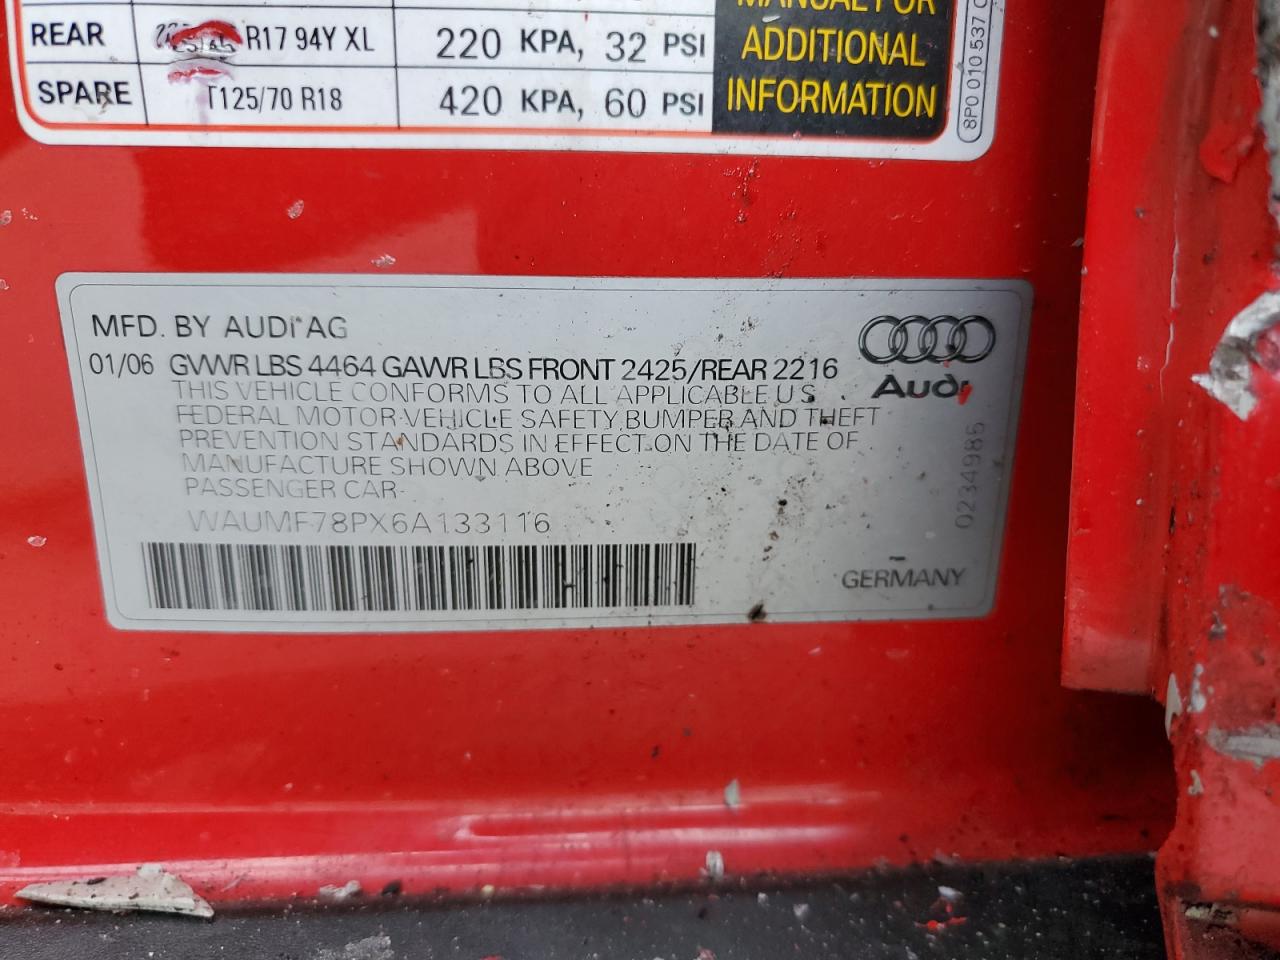 MANUAL FOR
REAR R17 94Y XL 220 KPA, 32 PSI
ADDITIONAL
SPARE T125/70 R18 420 KPA, 60 PSI
INFORMATION
8P0 010 537
MFD. BY AUDI AG
01/06 GVWR LBS 4464 GAWR LBS FRONT 2425/REAR 2216
THIS VEHICLE CONFORMS TO ALL APPLICABLE U.S.
FEDERAL MOTOR VEHICLE SAFETY, BUMPER AND THEFT
PREVENTION STANDARDS IN EFFECT ON THE DATE OF
MANUFACTURE SHOWN ABOVE
PASSENGER CAR
WAUMF78PX6A133116
Audi
0234985
GERMANY